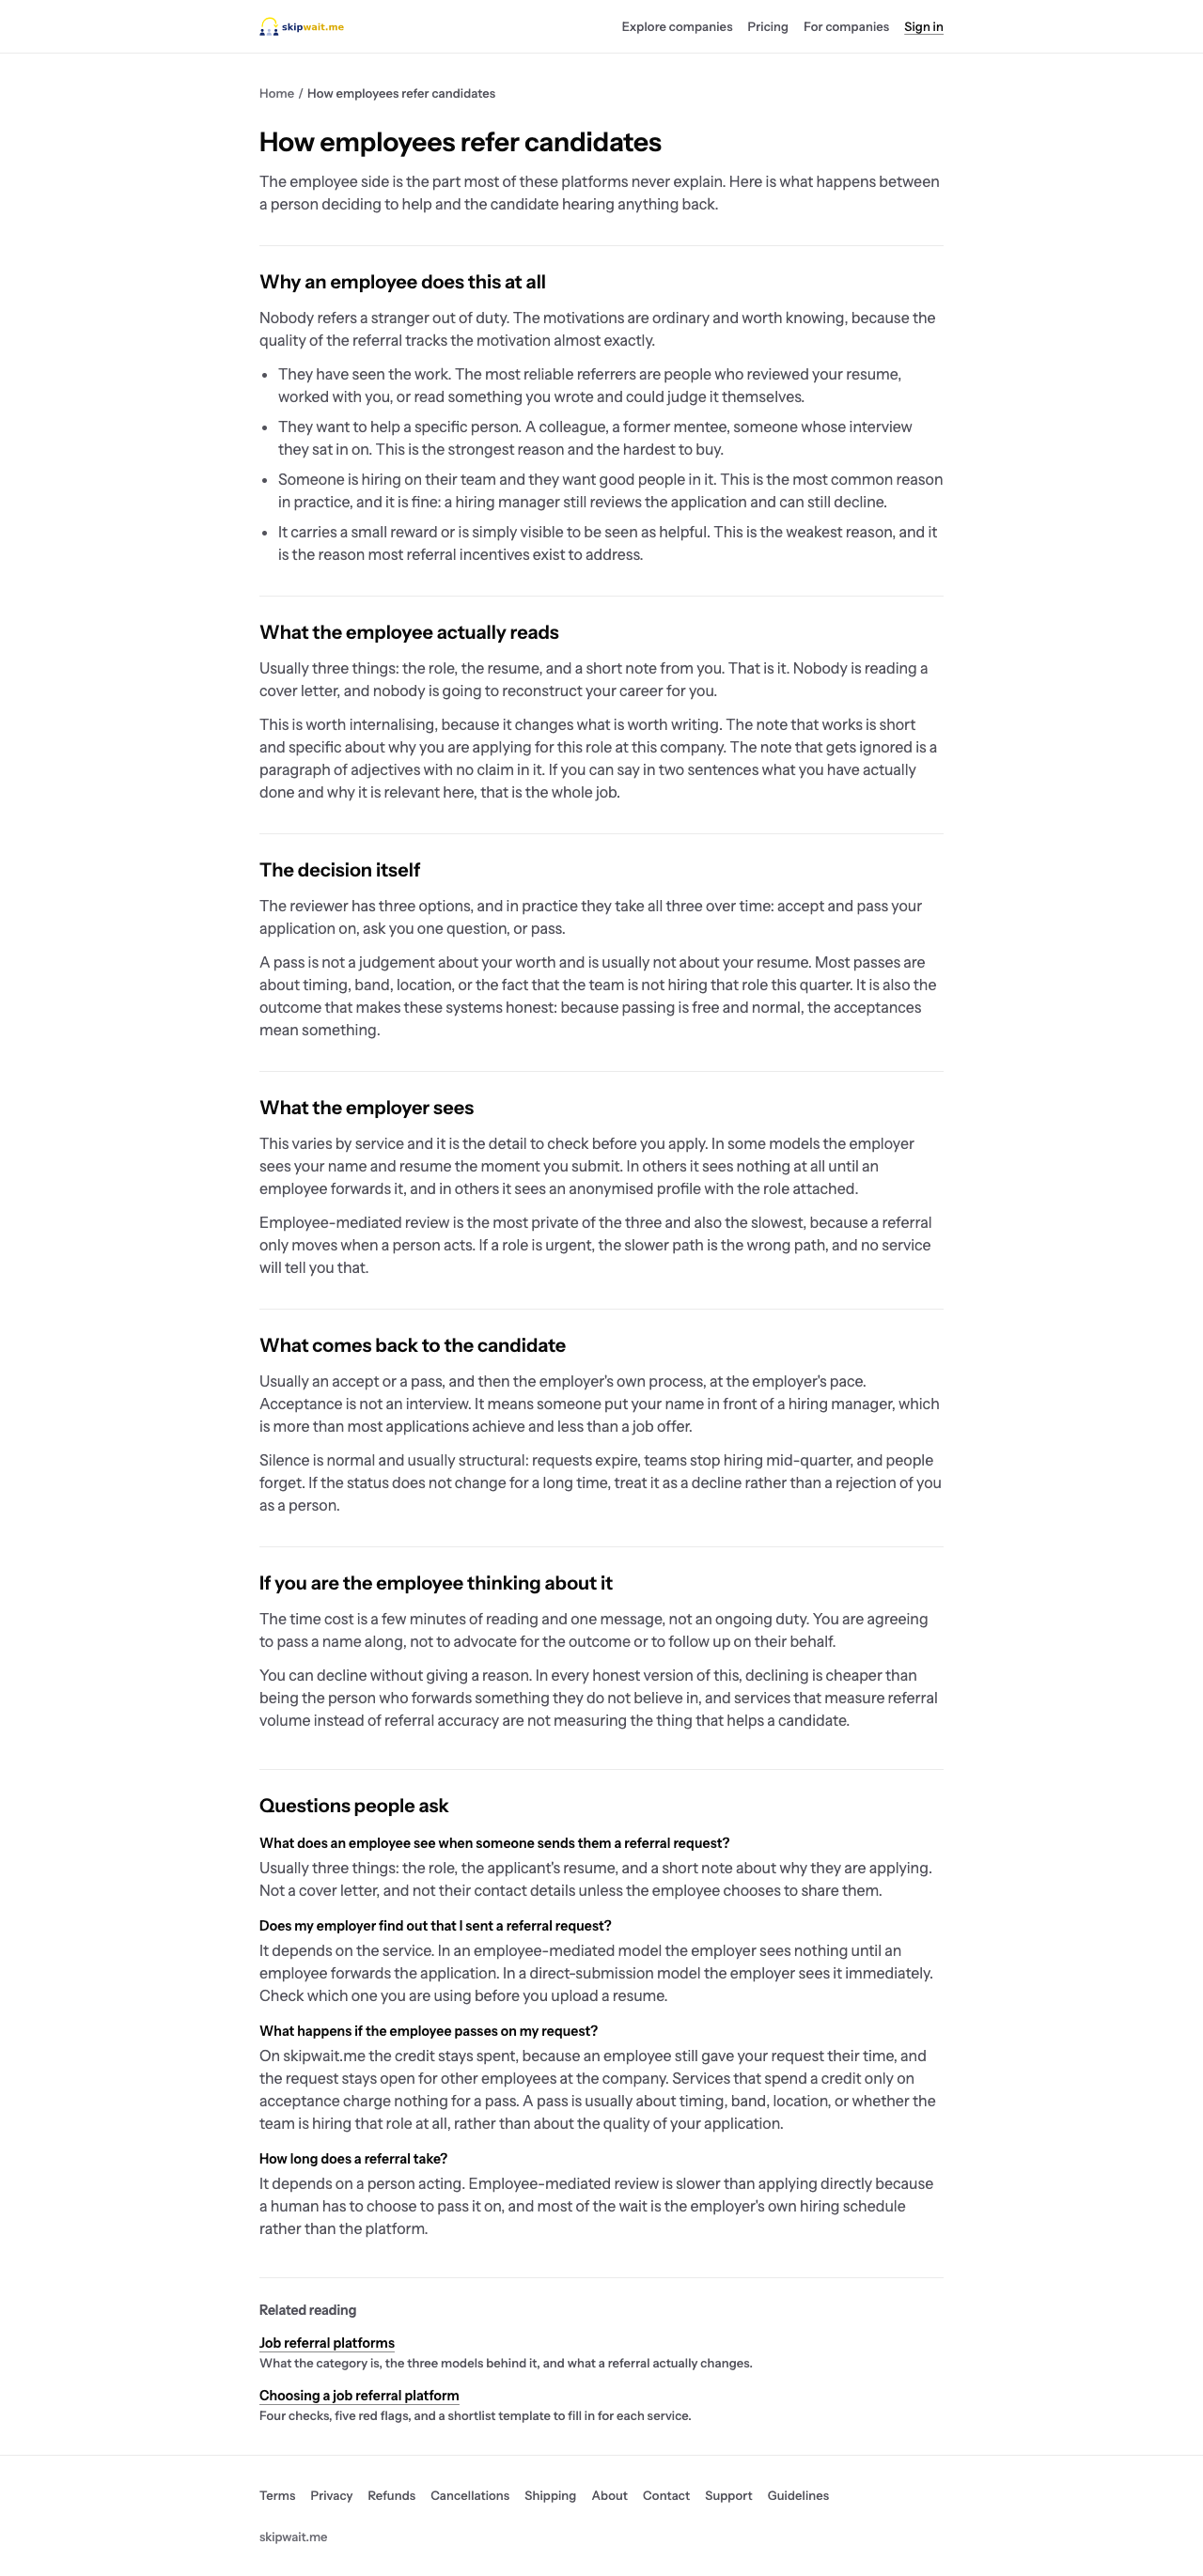 skipwait.me
Explore companies Pricing For companies Sign in
Home / How employees refer candidates
How employees refer candidates
The employee side is the part most of these platforms never explain. Here is what happens between
a person deciding to help and the candidate hearing anything back.
Why an employee does this at all
Nobody refers a stranger out of duty. The motivations are ordinary and worth knowing, because the
quality of the referral tracks the motivation almost exactly.
• They have seen the work. The most reliable referrers are people who reviewed your resume,
worked with you, or read something you wrote and could judge it themselves.
• They want to help a specific person. A colleague, a former mentee, someone whose interview
they sat in on. This is the strongest reason and the hardest to buy.
• Someone is hiring on their team and they want good people in it. This is the most common reason
in practice, and it is fine: a hiring manager still reviews the application and can still decline.
• It carries a small reward or is simply visible to be seen as helpful. This is the weakest reason, and it
is the reason most referral incentives exist to address.
What the employee actually reads
Usually three things: the role, the resume, and a short note from you. That is it. Nobody is reading a
cover letter, and nobody is going to reconstruct your career for you.
This is worth internalising, because it changes what is worth writing. The note that works is short
and specific about why you are applying for this role at this company. The note that gets ignored is a
paragraph of adjectives with no claim in it. If you can say in two sentences what you have actually
done and why it is relevant here, that is the whole job.
The decision itself
The reviewer has three options, and in practice they take all three over time: accept and pass your
application on, ask you one question, or pass.
A pass is not a judgement about your worth and is usually not about your resume. Most passes are
about timing, band, location, or the fact that the team is not hiring that role this quarter. It is also the
outcome that makes these systems honest: because passing is free and normal, the acceptances
mean something.
What the employer sees
This varies by service and it is the detail to check before you apply. In some models the employer
sees your name and resume the moment you submit. In others it sees nothing at all until an
employee forwards it, and in others it sees an anonymised profile with the role attached.
Employee-mediated review is the most private of the three and also the slowest, because a referral
only moves when a person acts. If a role is urgent, the slower path is the wrong path, and no service
will tell you that.
What comes back to the candidate
Usually an accept or a pass, and then the employer's own process, at the employer's pace.
Acceptance is not an interview. It means someone put your name in front of a hiring manager, which
is more than most applications achieve and less than a job offer.
Silence is normal and usually structural: requests expire, teams stop hiring mid-quarter, and people
forget. If the status does not change for a long time, treat it as a decline rather than a rejection of you
as a person.
If you are the employee thinking about it
The time cost is a few minutes of reading and one message, not an ongoing duty. You are agreeing
to pass a name along, not to advocate for the outcome or to follow up on their behalf.
You can decline without giving a reason. In every honest version of this, declining is cheaper than
being the person who forwards something they do not believe in, and services that measure referral
volume instead of referral accuracy are not measuring the thing that helps a candidate.
Questions people ask
What does an employee see when someone sends them a referral request?
Usually three things: the role, the applicant's resume, and a short note about why they are applying.
Not a cover letter, and not their contact details unless the employee chooses to share them.
Does my employer find out that I sent a referral request?
It depends on the service. In an employee-mediated model the employer sees nothing until an
employee forwards the application. In a direct-submission model the employer sees it immediately.
Check which one you are using before you upload a resume.
What happens if the employee passes on my request?
On skipwait.me the credit stays spent, because an employee still gave your request their time, and
the request stays open for other employees at the company. Services that spend a credit only on
acceptance charge nothing for a pass. A pass is usually about timing, band, location, or whether the
team is hiring that role at all, rather than about the quality of your application.
How long does a referral take?
It depends on a person acting. Employee-mediated review is slower than applying directly because
a human has to choose to pass it on, and most of the wait is the employer's own hiring schedule
rather than the platform.
Related reading
Job referral platforms
What the category is, the three models behind it, and what a referral actually changes.
Choosing a job referral platform
Four checks, five red flags, and a shortlist template to fill in for each service.
Terms Privacy Refunds Cancellations Shipping About Contact Support Guidelines
skipwait.me